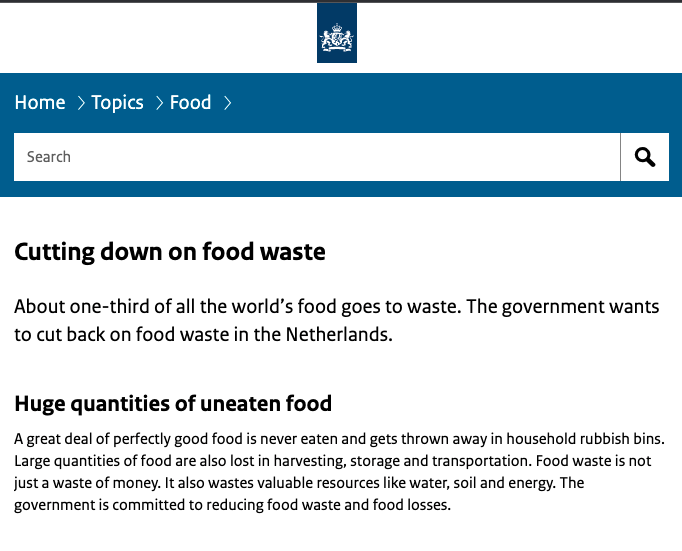 Home > Topics > Food >
Search
Cutting down on food waste
About one-third of all the world’s food goes to waste. The government wants
to cut back on food waste in the Netherlands.
Huge quantities of uneaten food
A great deal of perfectly good food is never eaten and gets thrown away in household rubbish bins.
Large quantities of food are also lost in harvesting, storage and transportation. Food waste is not
just a waste of money. It also wastes valuable resources like water, soil and energy. The
government is committed to reducing food waste and food losses.